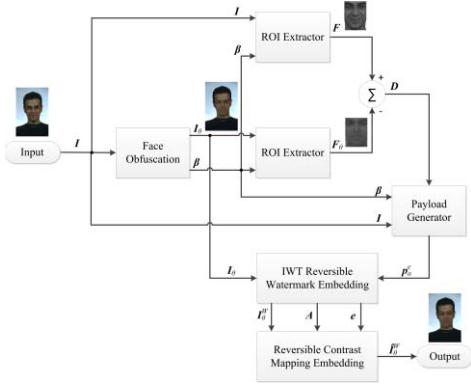 I
ROI Extractor
F
β
+
Σ
D
-
Input
I
Face
Obfuscation
I₀
β
ROI Extractor
F₀
β
I
Payload
Generator
I₀
IWT Reversible
Watermark Embedding
I₀ᵂ
A
e
Reversible Contrast
Mapping Embedding
Output